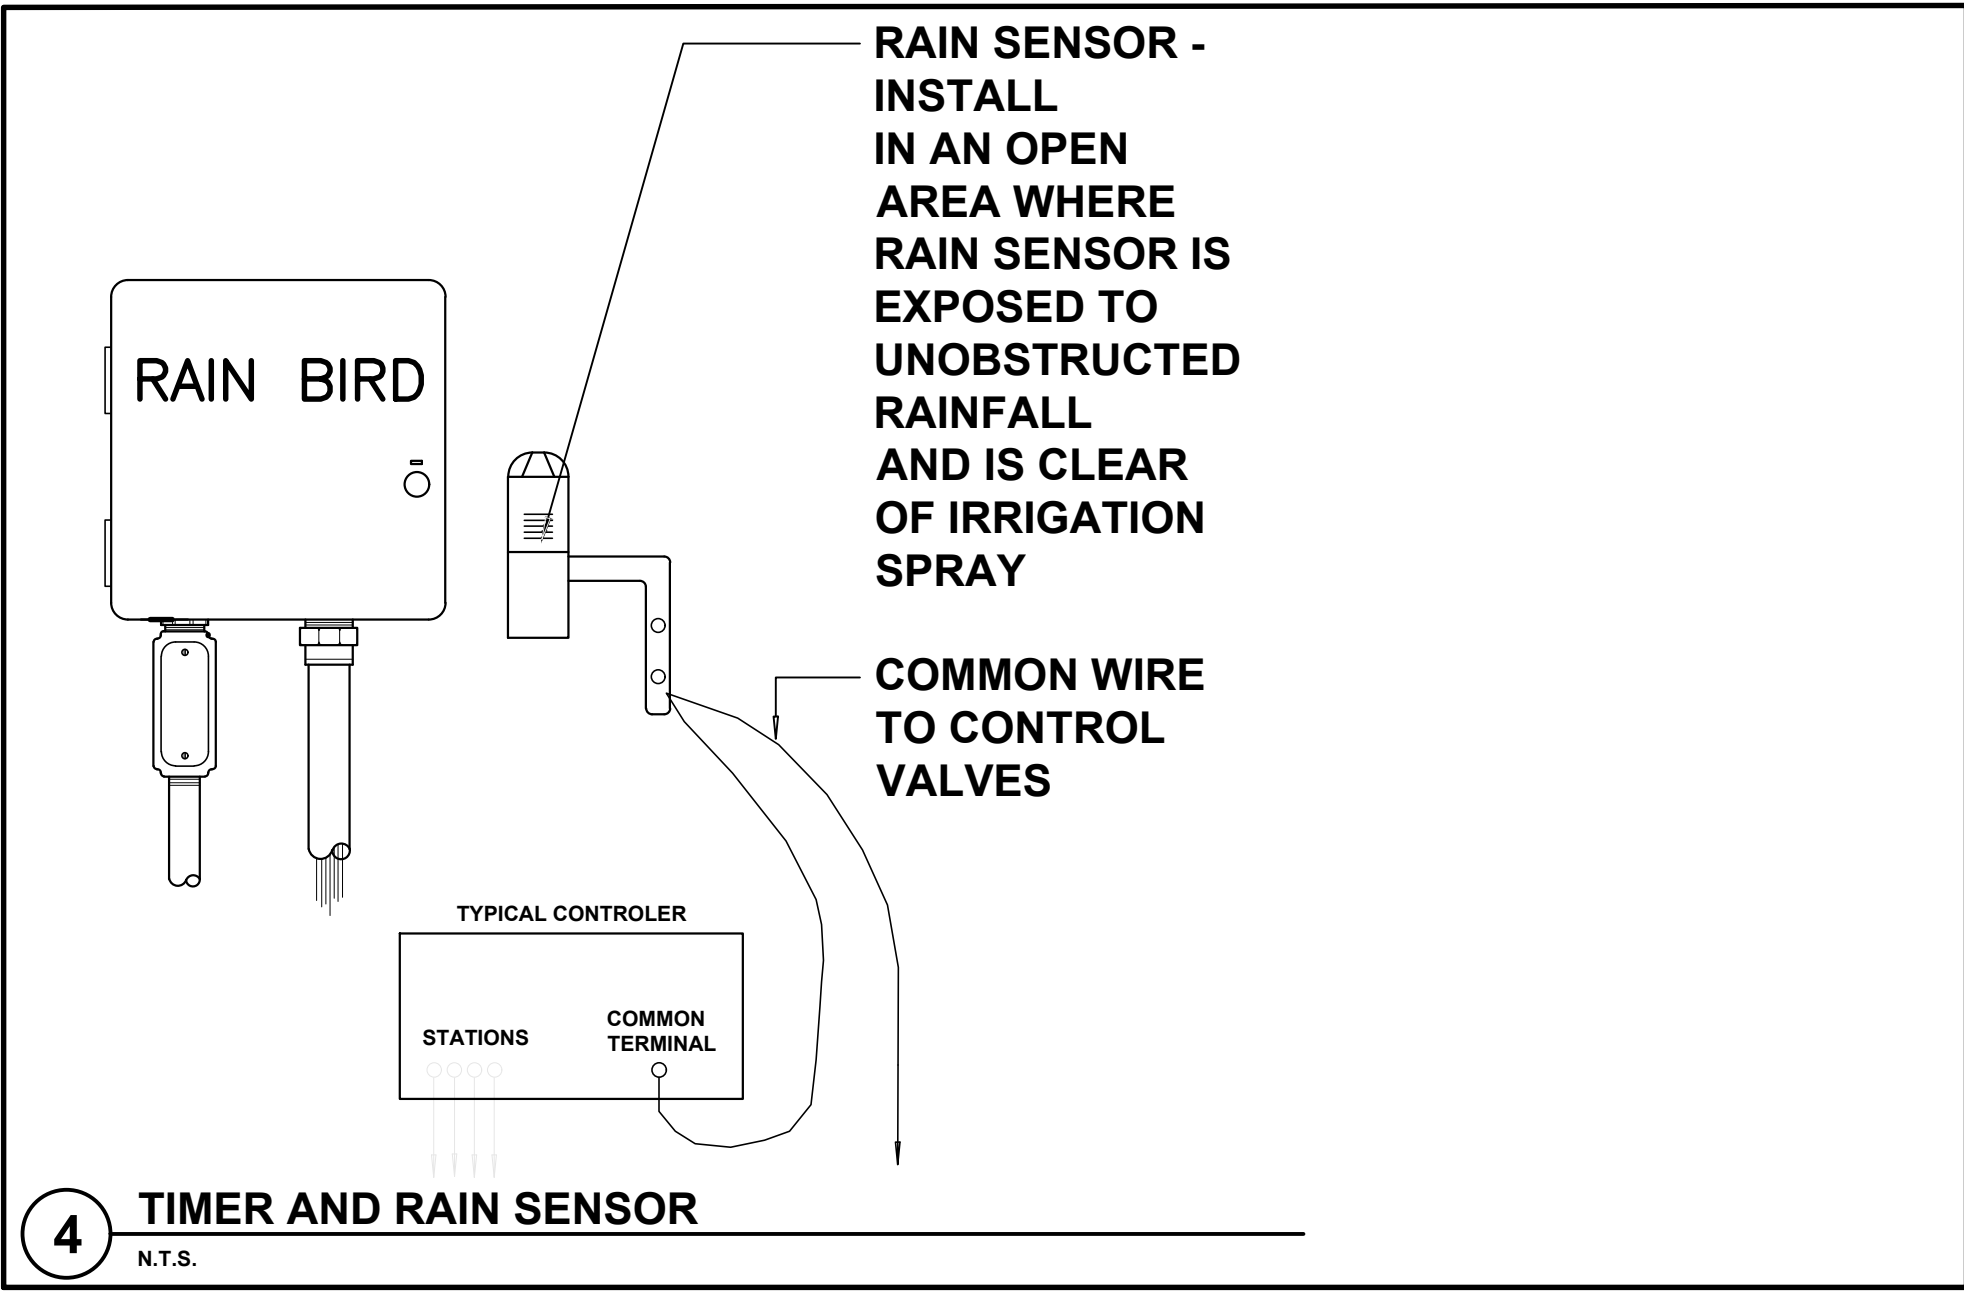 RAIN SENSOR -
INSTALL
IN AN OPEN
AREA WHERE
RAIN SENSOR IS
EXPOSED TO
UNOBSTRUCTED
RAINFALL
AND IS CLEAR
OF IRRIGATION
SPRAY
RAIN BIRD
COMMON WIRE
TO CONTROL
VALVES
TYPICAL CONTROLER
STATIONS
COMMON
TERMINAL
4
TIMER AND RAIN SENSOR
N.T.S.